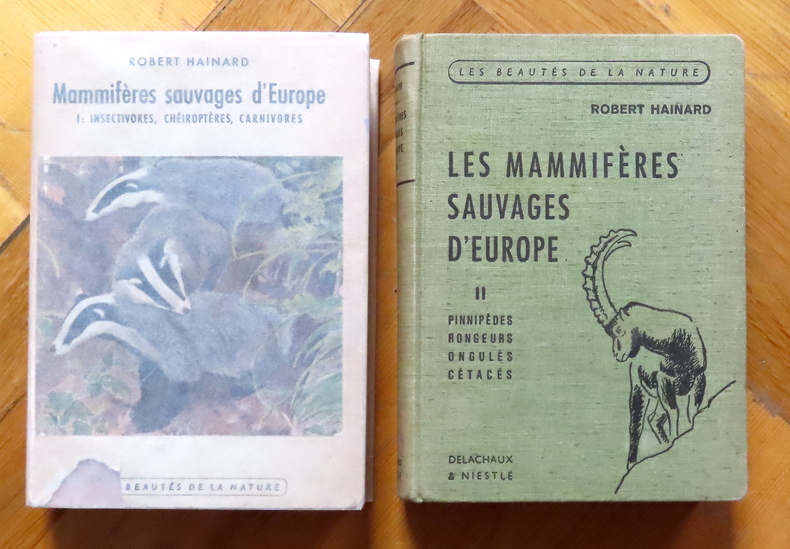 ROBERT HAINARD
Mammifères sauvages d'Europe
I: INSECTIVORES, CHÉIROPTÈRES, CARNIVORES
BEAUTÉS DE LA NATURE
LES BEAUTÉS DE LA NATURE
ROBERT HAINARD
LES MAMMIFÈRES
SAUVAGES
D'EUROPE
II
PINNIPÈDES
RONGEURS
ONGULÉS
CÉTACÉS
DELACHAUX
& NIESTLÉ